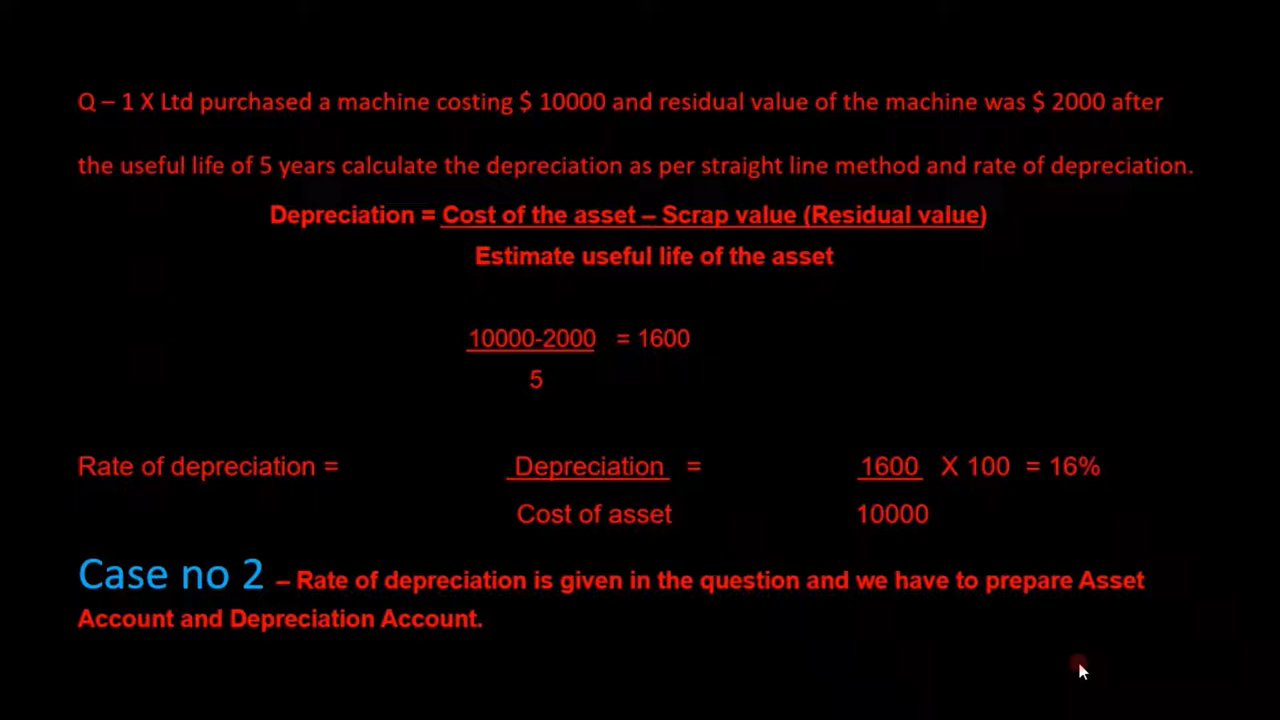 Q – 1 X Ltd purchased a machine costing $ 10000 and residual value of the machine was $ 2000 after
the useful life of 5 years calculate the depreciation as per straight line method and rate of depreciation.
Depreciation = Cost of the asset – Scrap value (Residual value)
Estimate useful life of the asset
10000-2000 = 1600
5
Rate of depreciation = Depreciation = 1600 X 100 = 16%
Cost of asset 10000
Case no 2 – Rate of depreciation is given in the question and we have to prepare Asset
Account and Depreciation Account.